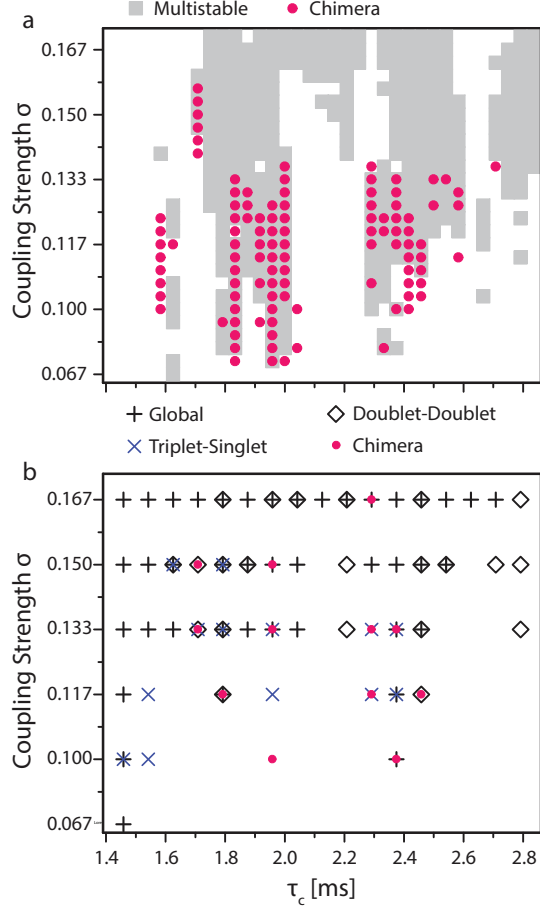 a
Multistable Chimera
0.167
0.150
0.133
0.117
0.100
0.067
Coupling Strength σ
Global Doublet-Doublet
Triplet-Singlet Chimera
b
0.167
0.150
0.133
0.117
0.100
0.067
Coupling Strength σ
1.4 1.6 1.8 2.0 2.2 2.4 2.6 2.8
τc [ms]